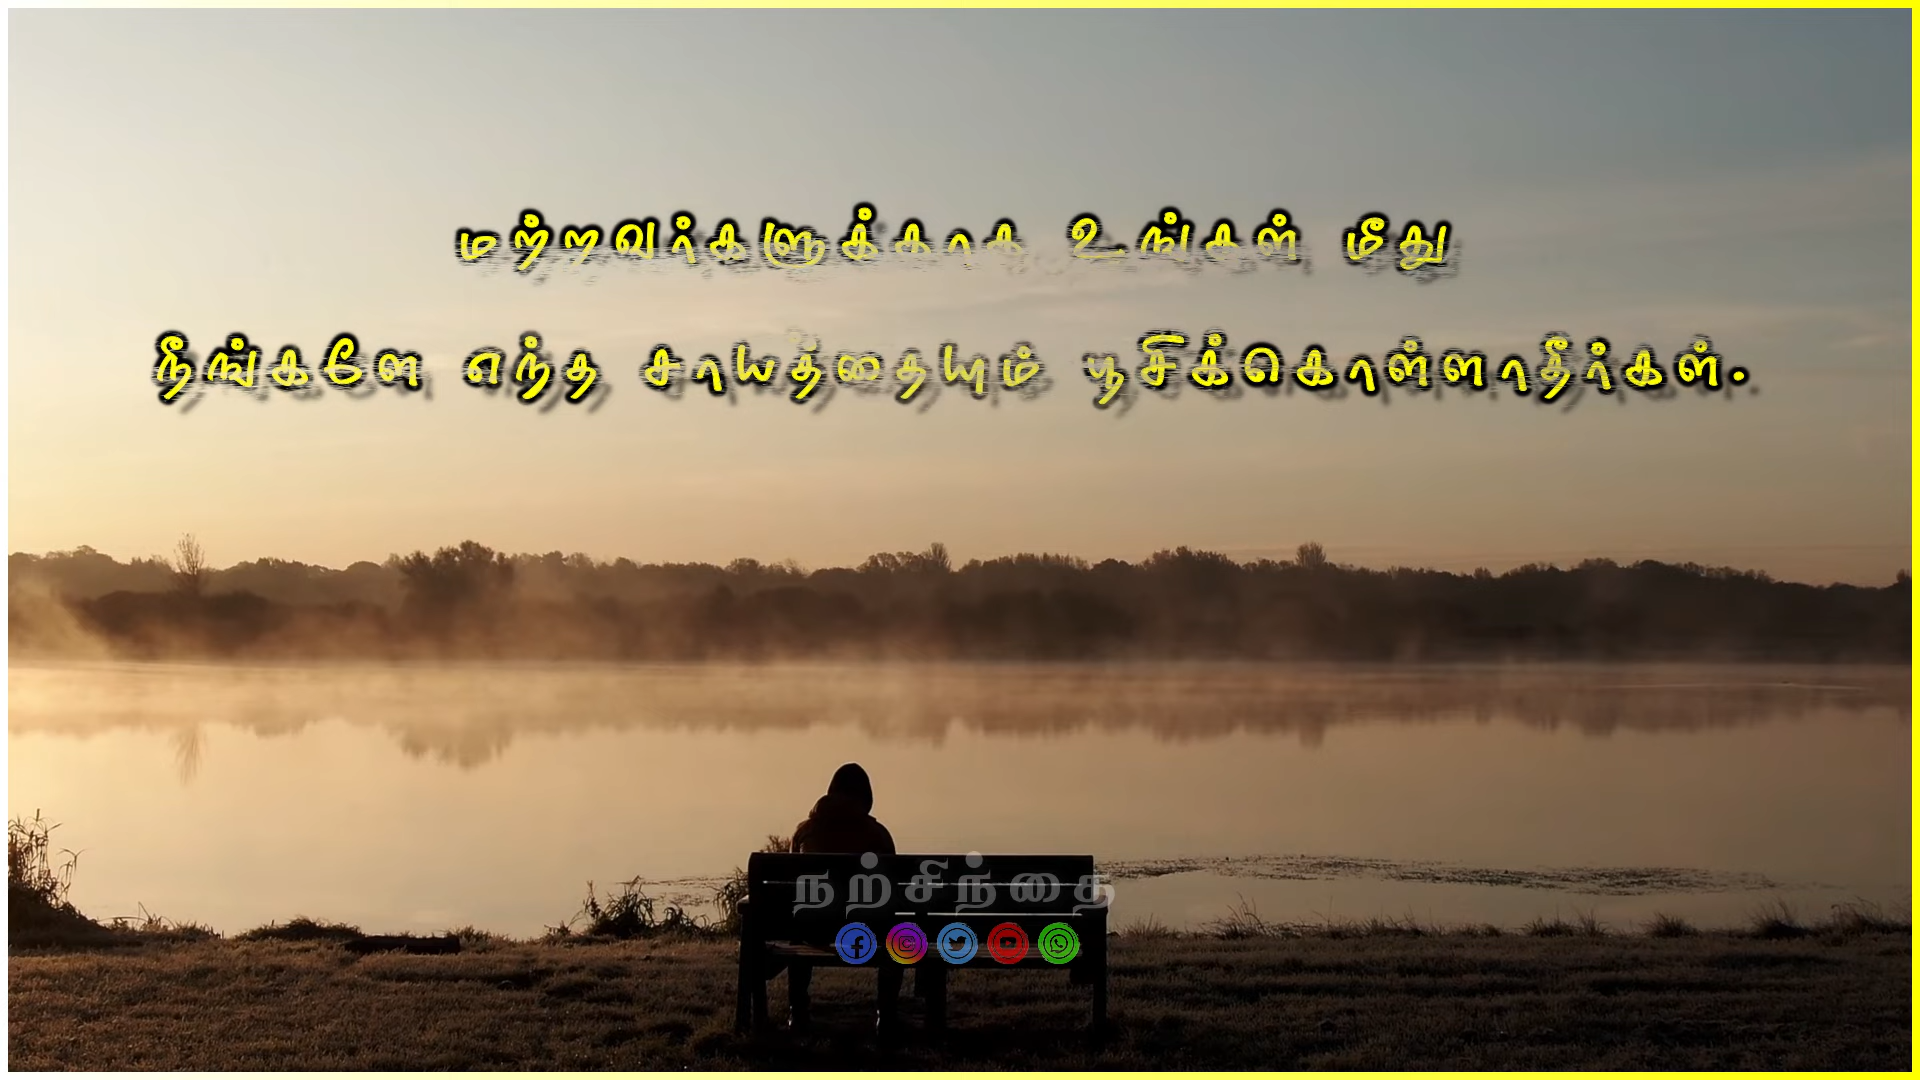 மற்றவர்களுக்காக உங்கள் மீது
நீங்களே எந்த சாயத்தையும் பூசிக்கொள்ளாதீர்கள்.
நற்சிந்தை